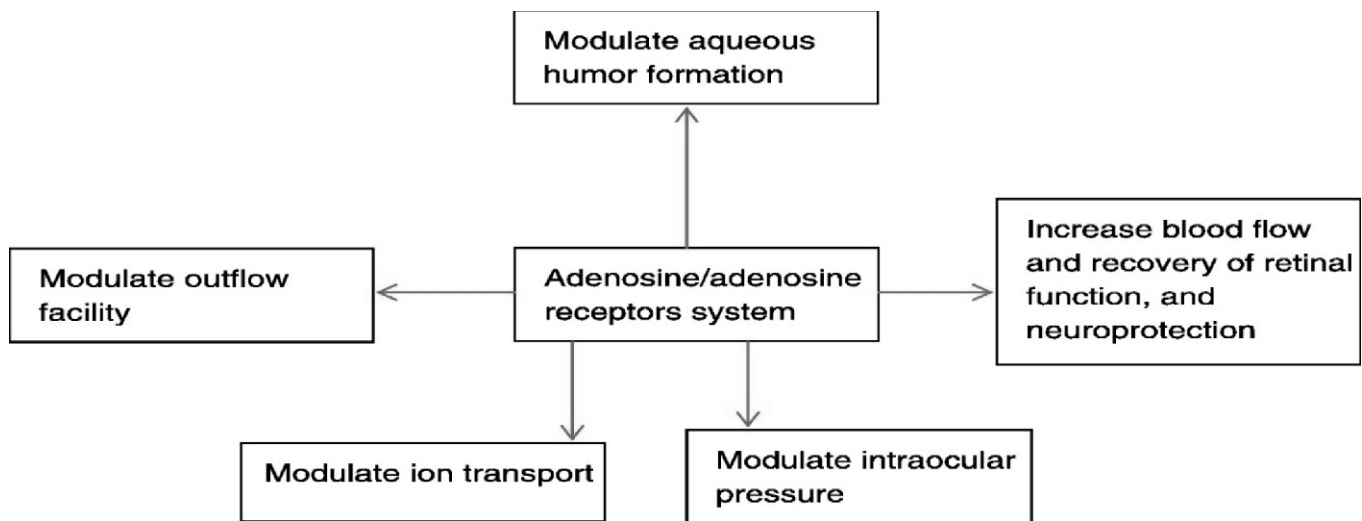 Modulate aqueous
humor formation
Modulate outflow
facility
Adenosine/adenosine
receptors system
Increase blood flow
and recovery of retinal
function, and
neuroprotection
Modulate ion transport
Modulate intraocular
pressure